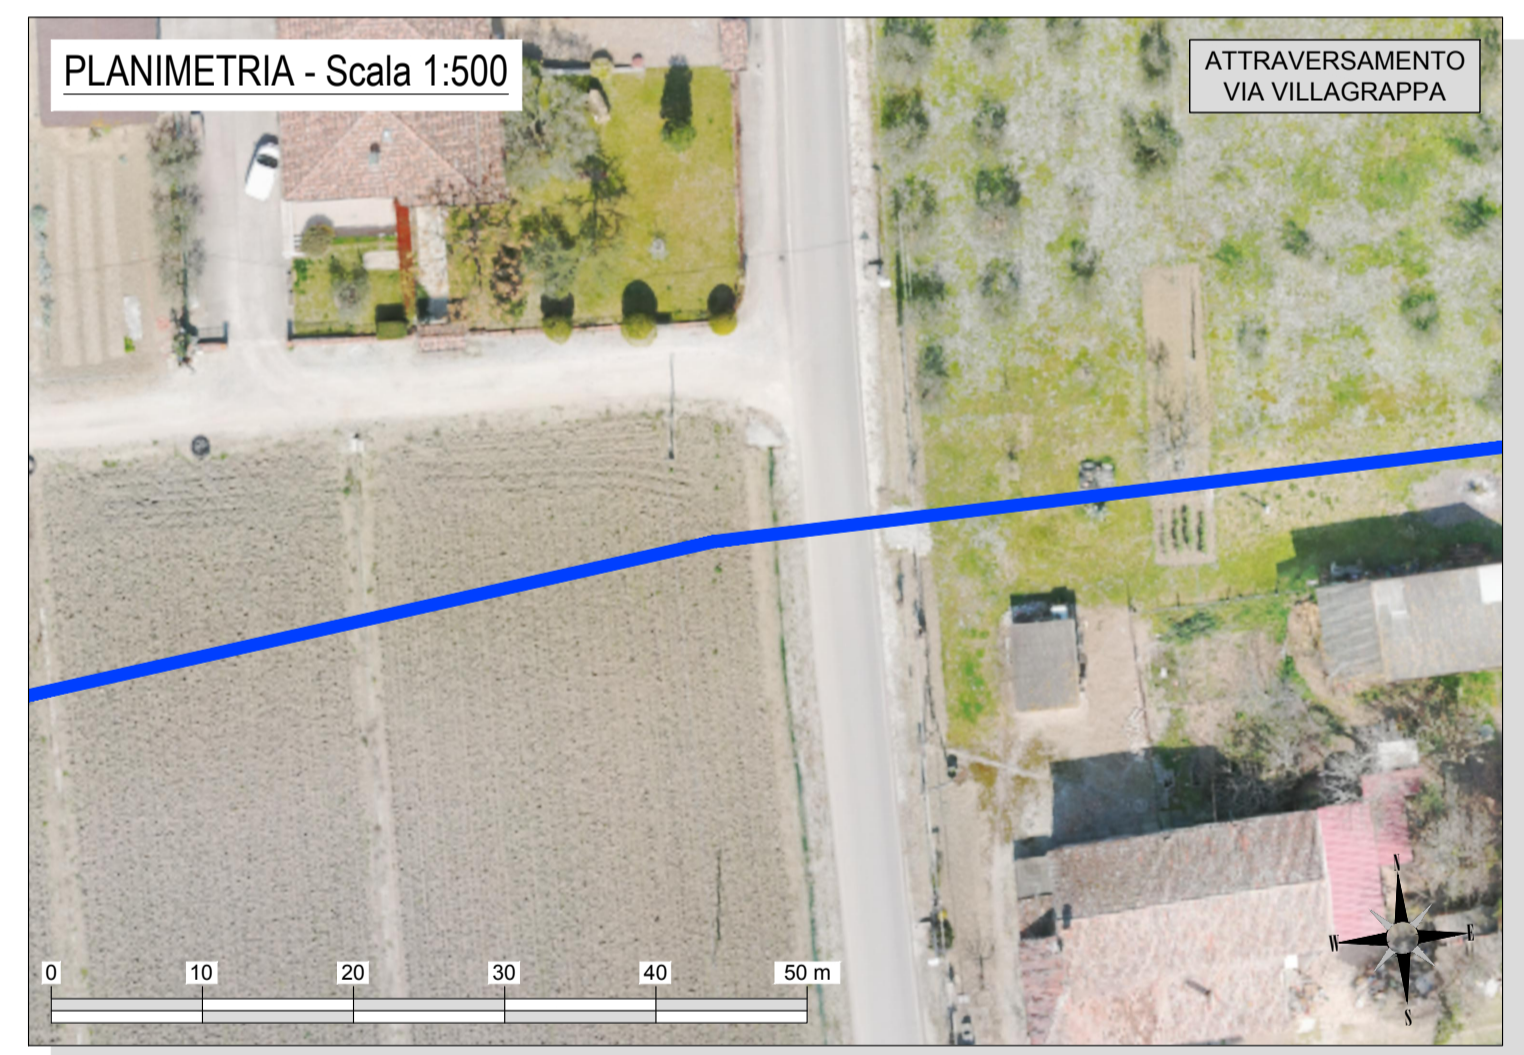 PLANIMETRIA - Scala 1:500
ATTRAVERSAMENTO
VIA VILLAGRAPPA
N
W E
S
0 10 20 30 40 50 m